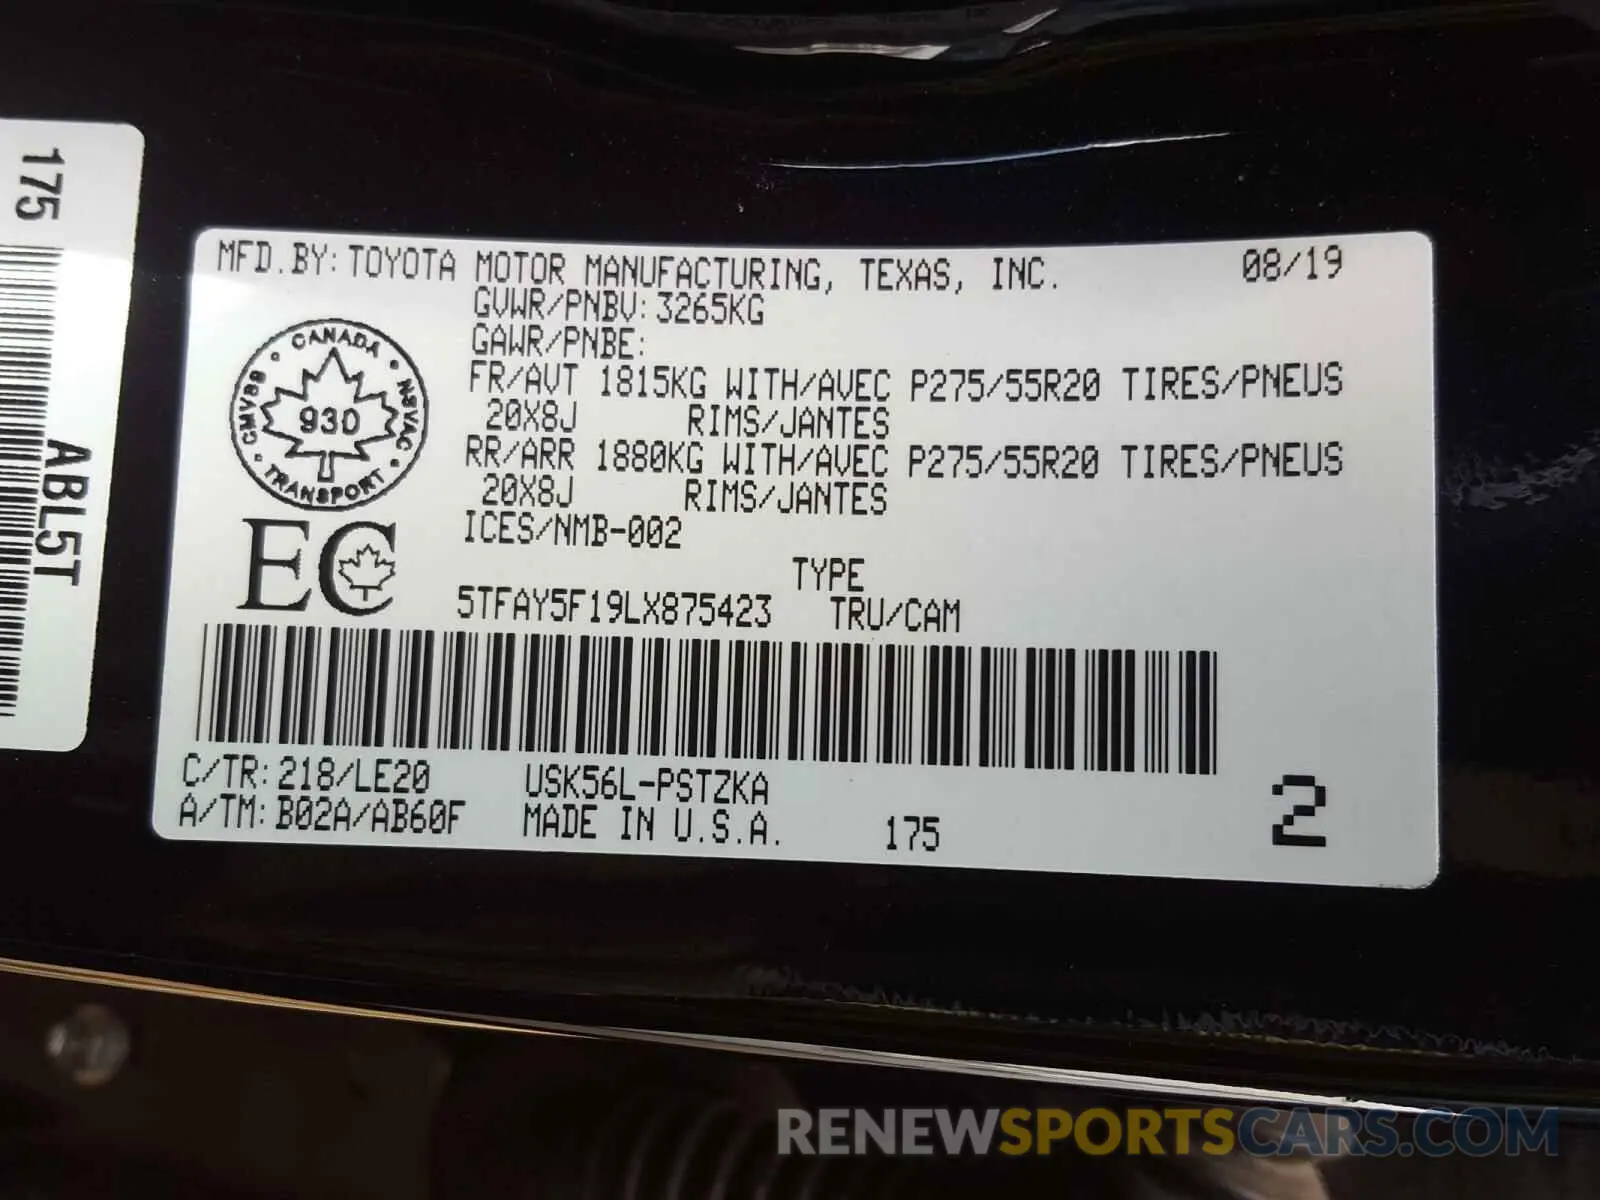 175
ABL5T
MFD.BY: TOYOTA MOTOR MANUFACTURING, TEXAS, INC. 08/19
GVWR/PNBV: 3265KG
GAWR/PNBE:
FR/AVT 1815KG WITH/AVEC P275/55R20 TIRES/PNEUS
20X8J RIMS/JANTES
RR/ARR 1880KG WITH/AVEC P275/55R20 TIRES/PNEUS
20X8J RIMS/JANTES
ICES/NMB-002
CANADA
CMVSS 930 NSVAC
TRANSPORT
EC
TYPE
5TFAY5F19LX875423 TRU/CAM
C/TR: 218/LE20 USK56L-PSTZKA
A/TM: B02A/AB60F MADE IN U.S.A. 175 2
RENEWSPORTSCARS.COM